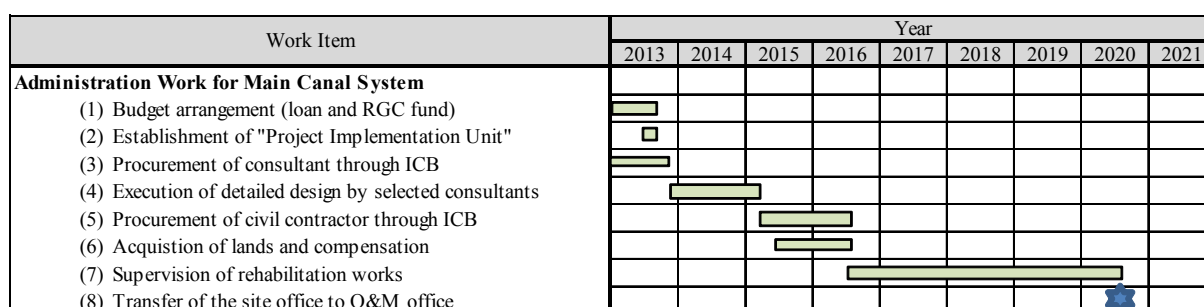 Work Item
Year
2013 2014 2015 2016 2017 2018 2019 2020 2021
Administration Work for Main Canal System
(1) Budget arrangement (loan and RGC fund)
(2) Establishment of "Project Implementation Unit"
(3) Procurement of consultant through ICB
(4) Execution of detailed design by selected consultants
(5) Procurement of civil contractor through ICB
(6) Acquistion of lands and compensation
(7) Supervision of rehabilitation works
(8) Transfer of the site office to O&M office